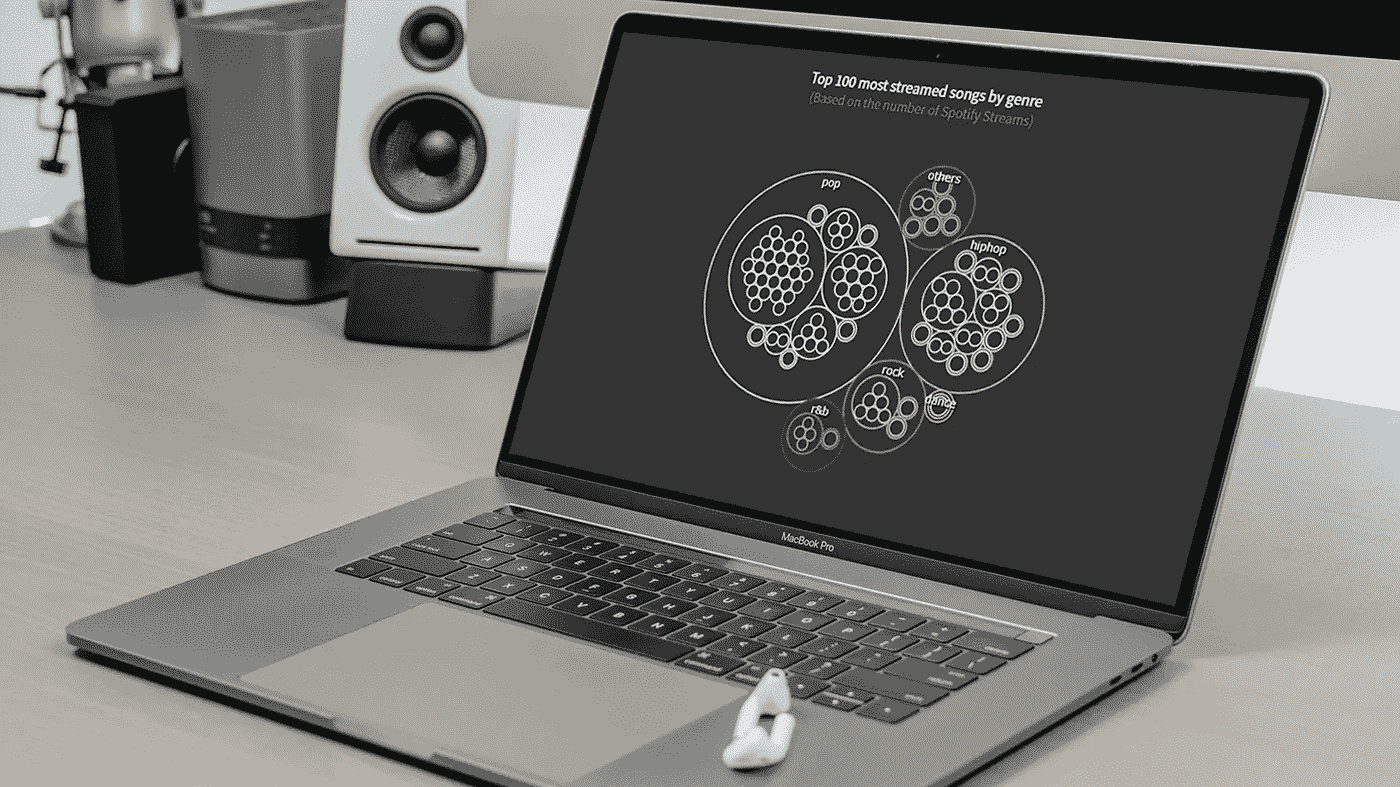 Top 100 most streamed songs by genre
(Based on the number of Spotify Streams)
pop
others
hiphop
rock
dance
r&b
MacBook Pro
Q W E R T Y U I O P
A S D F G H J K L
Z X C V B N M